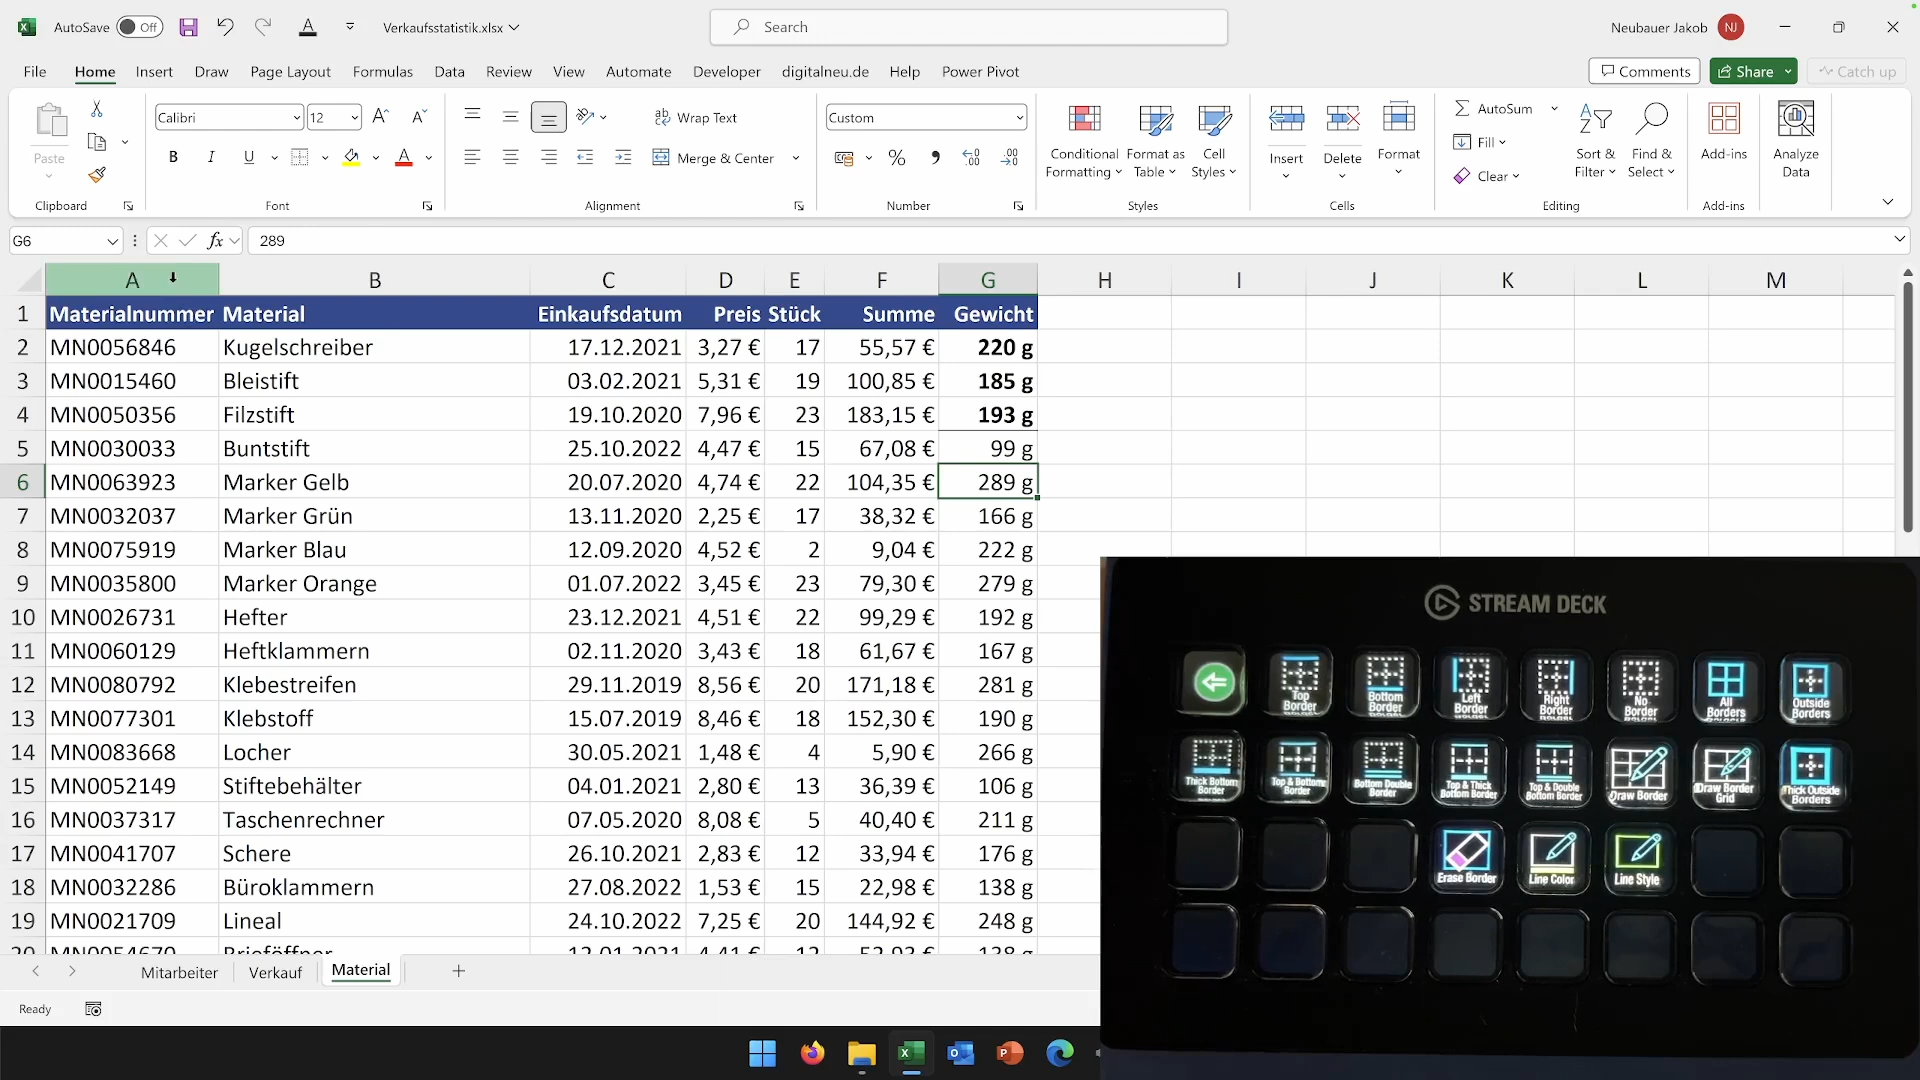 AutoSave Off Verkaufsstatistik.xlsx Search Neubauer Jakob NJ
File Home Insert Draw Page Layout Formulas Data Review View Automate Developer digitalneu.de Help Power Pivot Comments Share Catch up
Paste
Clipboard
Calibri 12
B I U
Font
Wrap Text
Merge & Center
Alignment
Custom
Number
Conditional Formatting
Format as Table
Cell Styles
Styles
Insert
Delete
Format
Cells
AutoSum
Fill
Clear
Sort & Filter
Find & Select
Editing
Add-ins
Add-ins
Analyze Data
G6 fx 289
A B C D E F G H I J K L M
1 Materialnummer Material Einkaufsdatum Preis Stück Summe Gewicht
2 MN0056846 Kugelschreiber 17.12.2021 3,27 € 17 55,57 € 220 g
3 MN0015460 Bleistift 03.02.2021 5,31 € 19 100,85 € 185 g
4 MN0050356 Filzstift 19.10.2020 7,96 € 23 183,15 € 193 g
5 MN0030033 Buntstift 25.10.2022 4,47 € 15 67,08 € 99 g
6 MN0063923 Marker Gelb 20.07.2020 4,74 € 22 104,35 € 289 g
7 MN0032037 Marker Grün 13.11.2020 2,25 € 17 38,32 € 166 g
8 MN0075919 Marker Blau 12.09.2020 4,52 € 2 9,04 € 222 g
9 MN0035800 Marker Orange 01.07.2022 3,45 € 23 79,30 € 279 g
10 MN0026731 Hefter 23.12.2021 4,51 € 22 99,29 € 192 g
11 MN0060129 Heftklammern 02.11.2020 3,43 € 18 61,67 € 167 g
12 MN0080792 Klebestreifen 29.11.2019 8,56 € 20 171,18 € 281 g
13 MN0077301 Klebstoff 15.07.2019 8,46 € 18 152,30 € 190 g
14 MN0083668 Locher 30.05.2021 1,48 € 4 5,90 € 266 g
15 MN0052149 Stiftebehälter 04.01.2021 2,80 € 13 36,39 € 106 g
16 MN0037317 Taschenrechner 07.05.2020 8,08 € 5 40,40 € 211 g
17 MN0041707 Schere 26.10.2021 2,83 € 12 33,94 € 176 g
18 MN0032286 Büroklammern 27.08.2022 1,53 € 15 22,98 € 138 g
19 MN0021709 Lineal 24.10.2022 7,25 € 20 144,92 € 248 g
Mitarbeiter Verkauf Material
Ready
STREAM DECK
Top Border
Bottom Border
Left Border
Right Border
No Border
All Borders
Outside Borders
Thick Bottom Border
Top & Bottom Border
Bottom Double Border
Top & Thick Bottom Border
Top & Double Bottom Border
Draw Border
Draw Border Grid
Thick Outside Borders
Erase Border
Line Color
Line Style